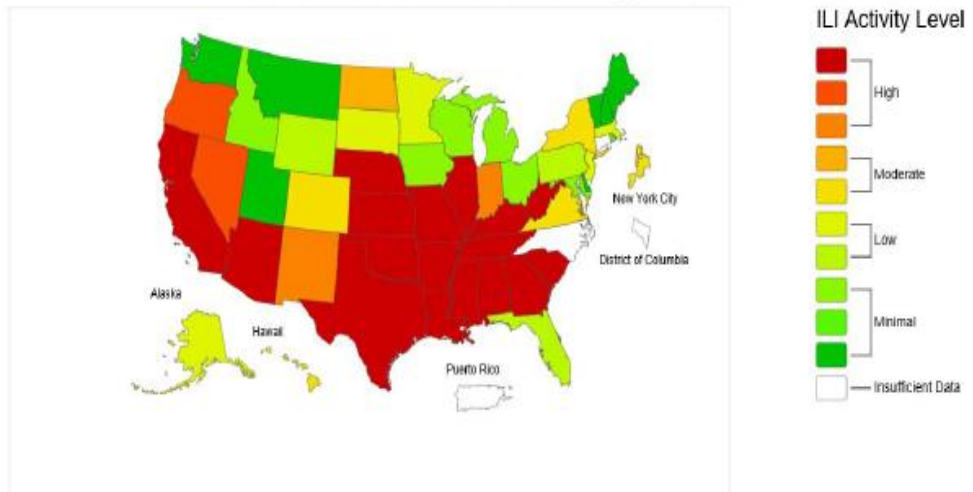 ILI Activity Level
High
Moderate
New York City
Low
District of Columbia
Alaska
Hawaii
Minimal
Puerto Rico
Insufficient Data